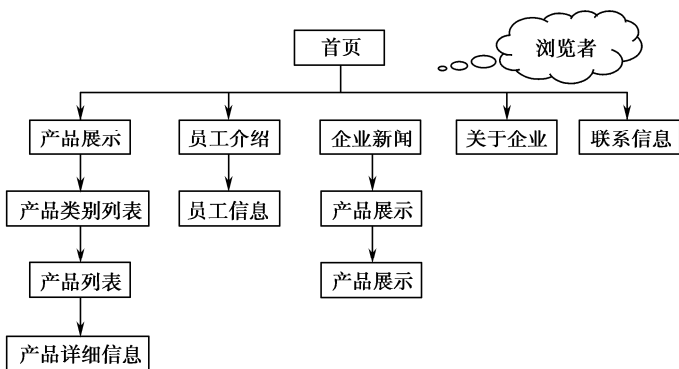 首页
浏览者
产品展示
员工介绍
企业新闻
关于企业
联系信息
产品类别列表
员工信息
产品展示
产品列表
产品展示
产品详细信息